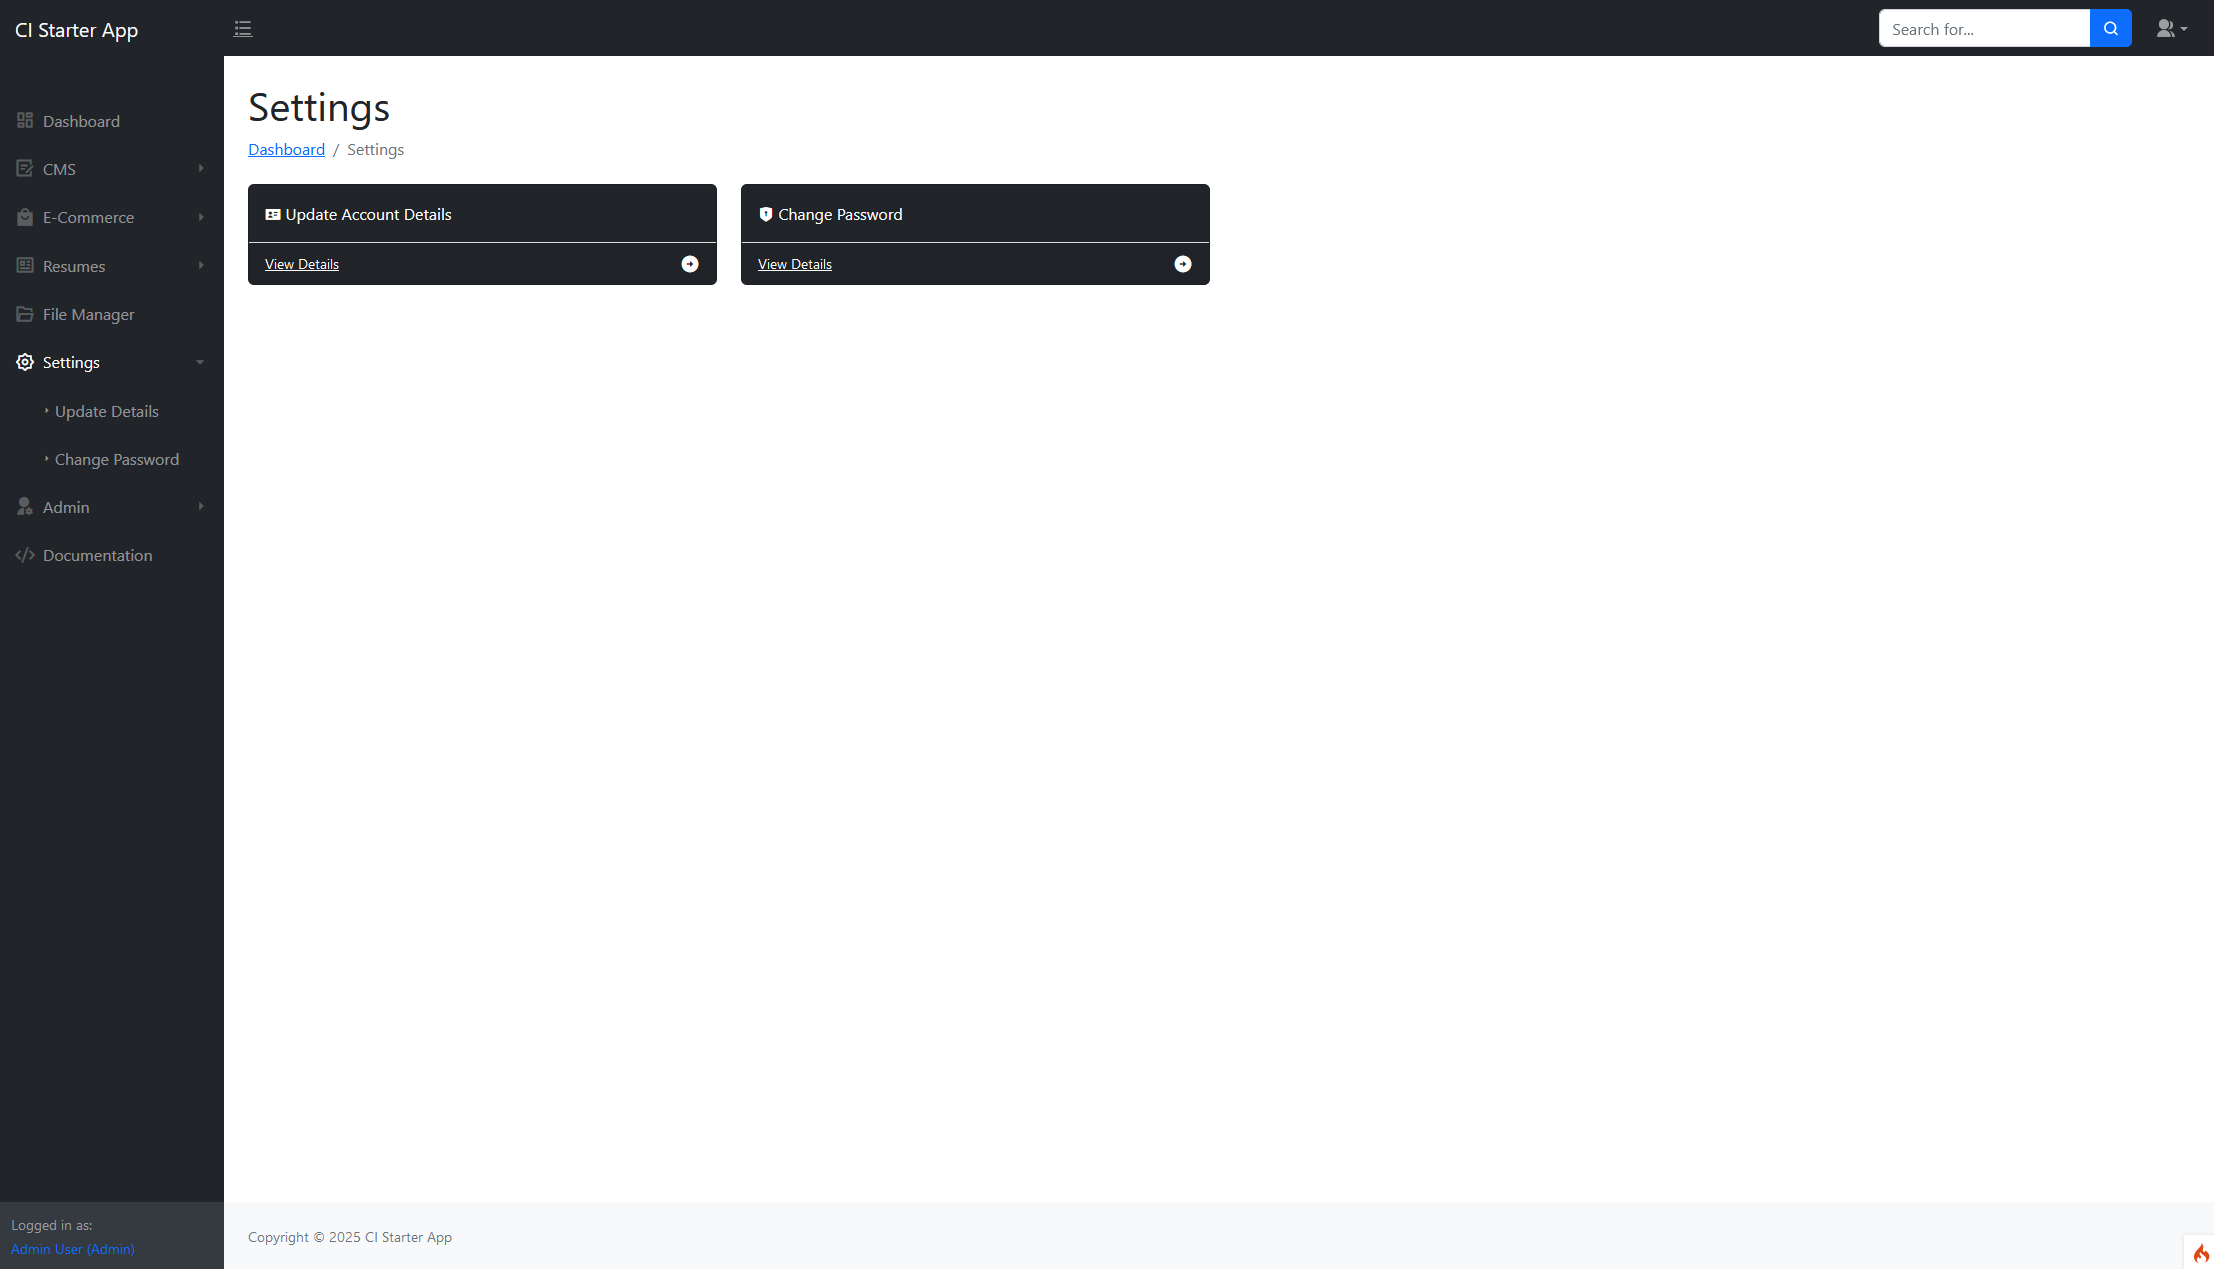 CI Starter App
Search for...
Dashboard
CMS
E-Commerce
Resumes
File Manager
Settings
Update Details
Change Password
Admin
Documentation
Logged in as:
Admin User (Admin)
Settings
Dashboard / Settings
Update Account Details
View Details
Change Password
View Details
Copyright © 2025 CI Starter App